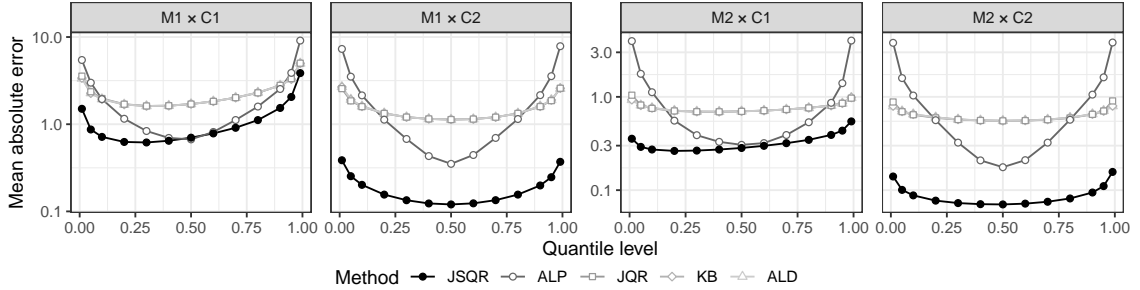 M1 × C1 M1 × C2 M2 × C1 M2 × C2
10.0 3.0
1.0 1.0
0.3
0.1 0.1
Mean absolute error
0.00 0.25 0.50 0.75 1.00 0.00 0.25 0.50 0.75 1.00 0.00 0.25 0.50 0.75 1.00 0.00 0.25 0.50 0.75 1.00
Quantile level
Method JSQR ALP JQR KB ALD